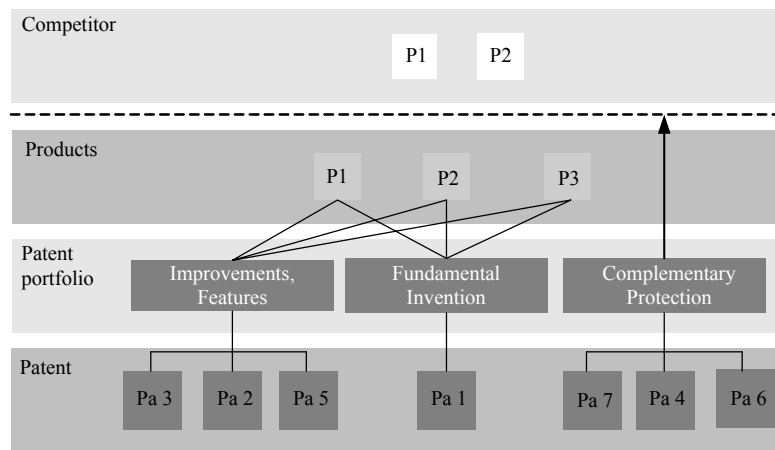 Competitor
P1
P2
Products
P1
P2
P3
Patent
portfolio
Improvements,
Features
Fundamental
Invention
Complementary
Protection
Patent
Pa 3
Pa 2
Pa 5
Pa 1
Pa 7
Pa 4
Pa 6